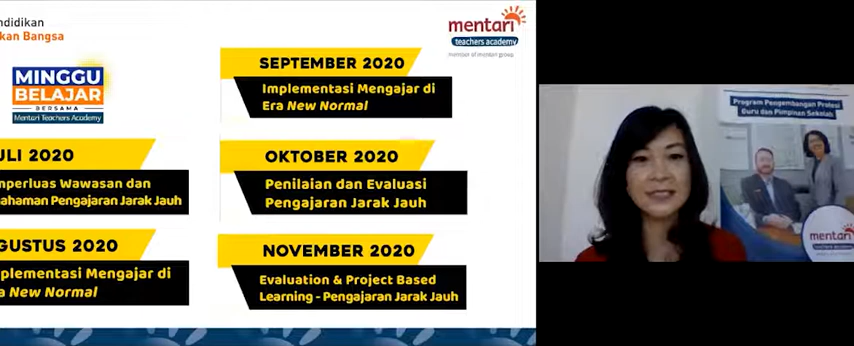 ndidikan
kan Bangsa
mentari
teachers academy
member of mentari group
MINGGU
BELAJAR
BERSAMA
Mentari Teachers Academy
ULI 2020
mperluas Wawasan dan
ahaman Pengajaran Jarak Jauh
GUSTUS 2020
plementasi Mengajar di
a New Normal
SEPTEMBER 2020
Implementasi Mengajar di
Era New Normal
OKTOBER 2020
Penilaian dan Evaluasi
Pengajaran Jarak Jauh
NOVEMBER 2020
Evaluation & Project Based
Learning - Pengajaran Jarak Jauh
Program Pengembangan Profesi
Guru dan Pimpinan Sekolah
mentari
teachers academy